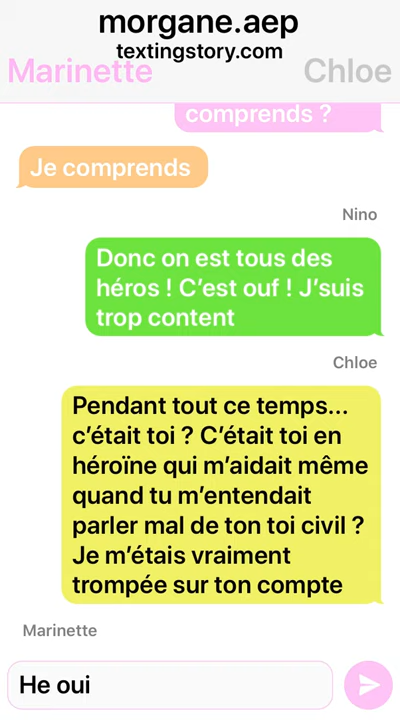 morgane.aep
textingstory.com
Marinette
Chloe
comprends ?
Je comprends
Nino
Donc on est tous des
héros ! C’est ouf ! J’suis
trop content
Chloe
Pendant tout ce temps...
c’était toi ? C’était toi en
héroïne qui m’aidait même
quand tu m’entendait
parler mal de ton toi civil ?
Je m’étais vraiment
trompée sur ton compte
Marinette
He oui